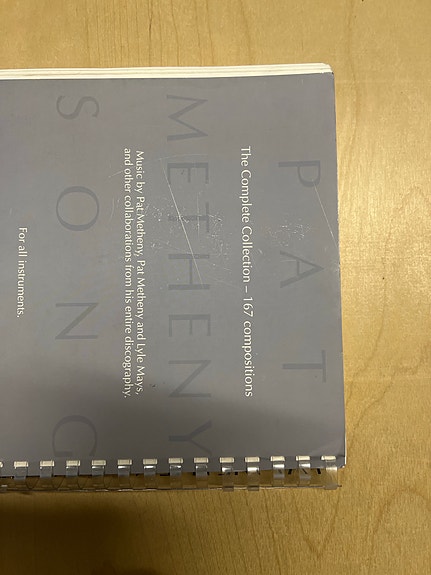 PAT
The Complete Collection – 167 compositions
METHENY
Music by Pat Metheny, Pat Metheny and Lyle Mays,
and other collaborations from his entire discography.
SONG
For all instruments.